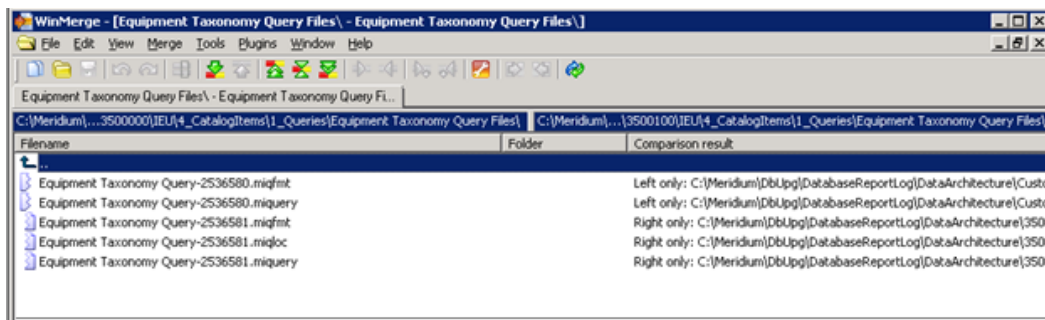 WinMerge - [Equipment Taxonomy Query Files\ - Equipment Taxonomy Query Files\]
File Edit View Merge Tools Plugins Window Help
Equipment Taxonomy Query Files\ - Equipment Taxonomy Query Fi...
C:\Meridium\...3500000\IEU\4_CatalogItems\1_Queries\Equipment Taxonomy Query Files\ C:\Meridium\...\3500100\IEU\4_CatalogItems\1_Queries\Equipment Taxonomy Query Files\
Filename Folder Comparison result
..
Equipment Taxonomy Query-2536580.miqfmt Left only: C:\Meridium\DbUpg\DatabaseReportLog\DataArchitecture\Custo
Equipment Taxonomy Query-2536580.miquery Left only: C:\Meridium\DbUpg\DatabaseReportLog\DataArchitecture\Custo
Equipment Taxonomy Query-2536581.miqfmt Right only: C:\Meridium\DbUpg\DatabaseReportLog\DataArchitecture\350
Equipment Taxonomy Query-2536581.miqloc Right only: C:\Meridium\DbUpg\DatabaseReportLog\DataArchitecture\350
Equipment Taxonomy Query-2536581.miquery Right only: C:\Meridium\DbUpg\DatabaseReportLog\DataArchitecture\350